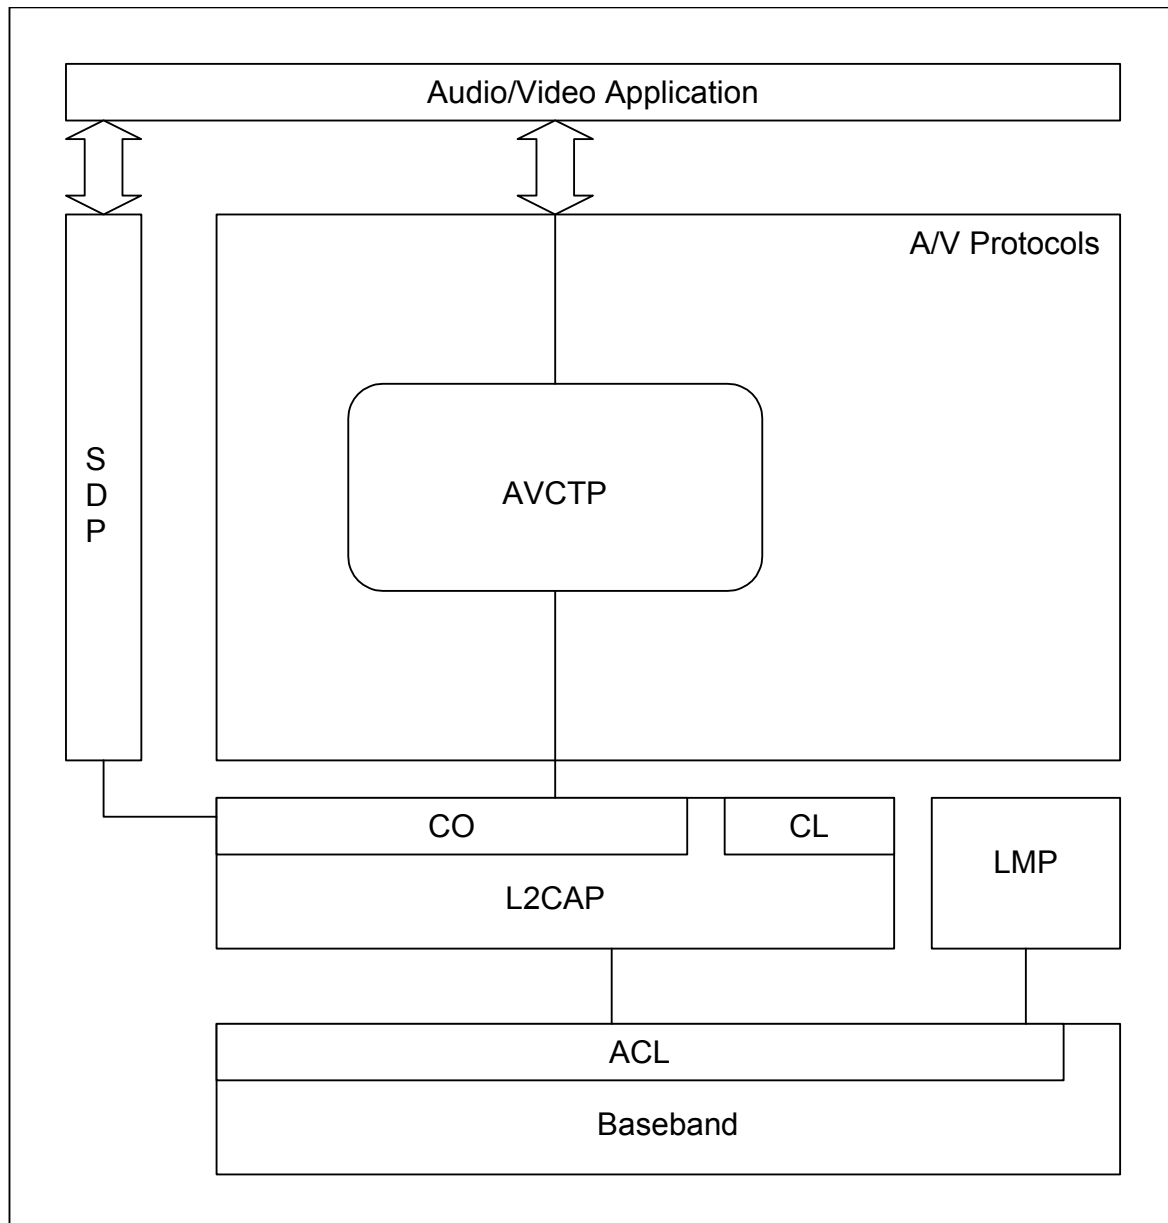 Audio/Video Application
A/V Protocols
S
D
P
AVCTP
CO
CL
LMP
L2CAP
ACL
Baseband